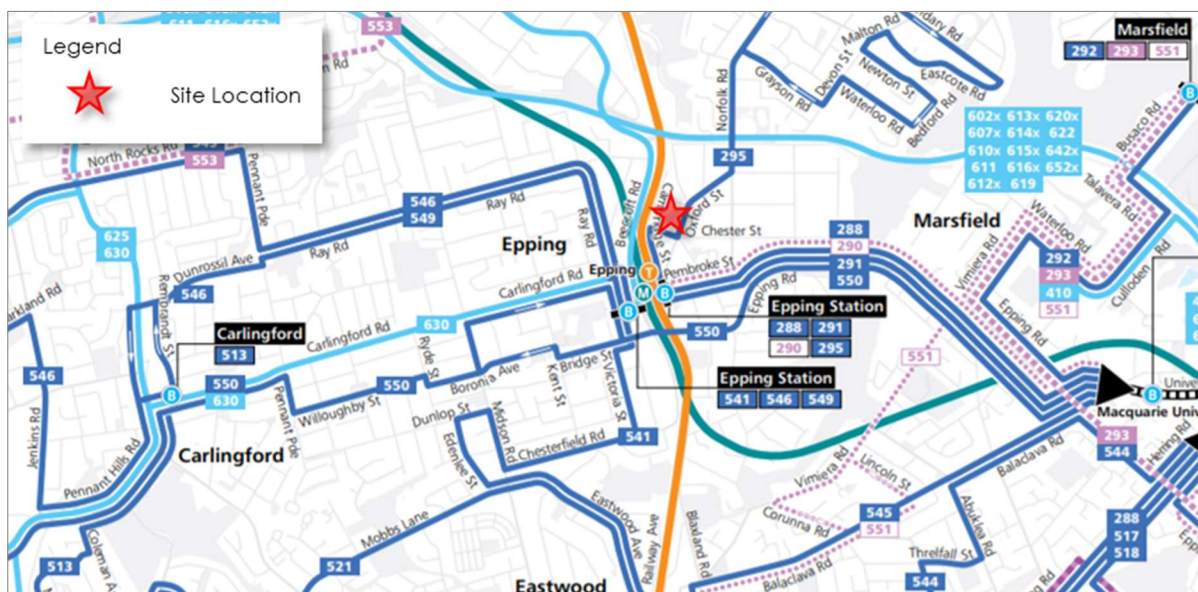 Legend
Site Location
611 616x 652x
553
North Rocks Rd
553
Pennant Pde
546
549
Ray Rd
Ray Rd
Ray Rd
Beecroft Rd
Epping
Epping
T
M
B
B
625
630
Dunrossil Ave
546
Rembrandt St
Carlingford
513
B
Carlingford Rd
Carlingford Rd
630
550
630
546
Jenkins Rd
Pennant Hills Rd
Carlingford
Pennant Pde
Willoughby St
550
Ryde St
Boronia Ave
Kent St
Bridge St
Victoria St
550
Dunlop St
Midson Rd
Edenlee St
Chesterfield Rd
541
Mobbs Lane
521
513
Coleman A
Eastwood Ave
Railway Ave
Blaxland Rd
Eastwood
Epping Station
288 291
290 295
Epping Station
541 546 549
Norfolk Rd
295
Oxford St
Chester St
Pembroke St
Epping Rd
288
290
291
550
Grayson Rd
Devon St
Malton Rd
Newton St
Waterloo Rd
Eastcote Rd
Bedford Rd
602x 613x 620x
607x 614x 622
610x 615x 642x
611 616x 652x
612x 619
Marsfield
292 293 551
B
Busaco Rd
Talavera Rd
Culloden
Marsfield
Waterloo Rd
Vimiera Rd
292
293
410
551
Epping Rd
551
B
Macquarie Univ
293
544
Herring Rd
Balaclava Rd
Vimiera Rd
Lincoln St
Corunna Rd
545
551
Balaclava Rd
Abuklea Rd
Threlfall St
544
288
517
518